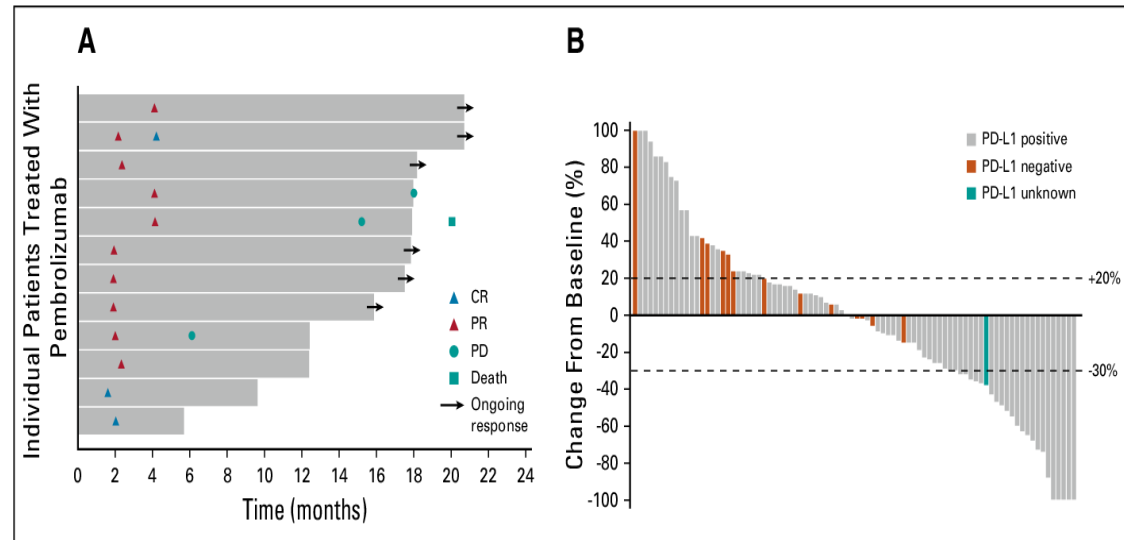 A
Individual Patients Treated With
Pembrolizumab
CR
PR
PD
Death
Ongoing
response
0 2 4 6 8 10 12 14 16 18 20 22 24
Time (months)
B
Change From Baseline (%)
100
80
60
40
20
0
-20
-40
-60
-80
-100
PD-L1 positive
PD-L1 negative
PD-L1 unknown
+20%
-30%